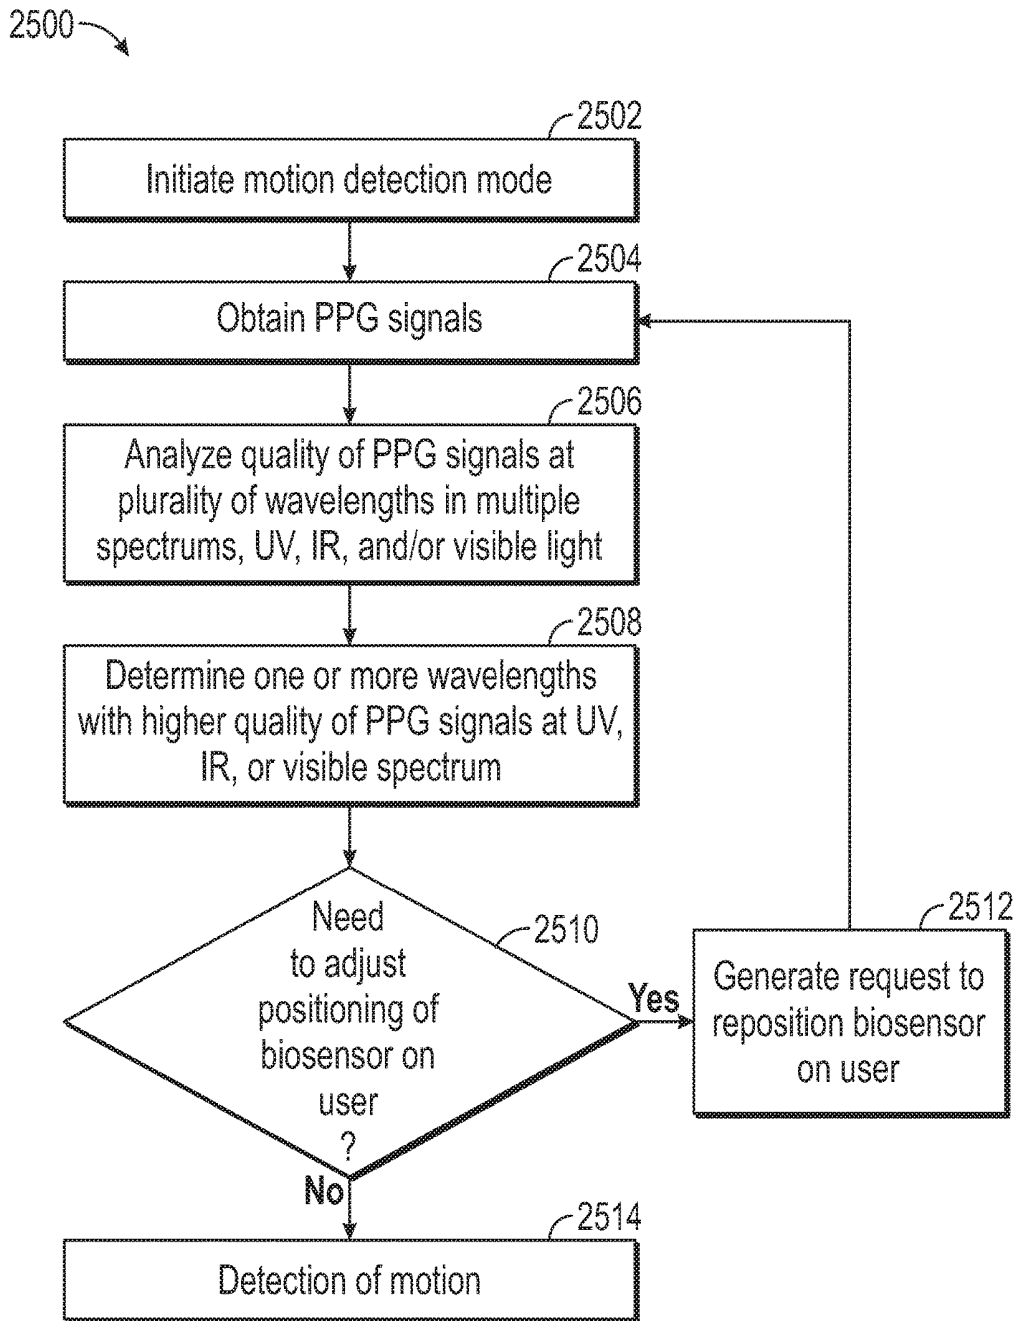 2500
2502
Initiate motion detection mode
2504
Obtain PPG signals
2506
Analyze quality of PPG signals at
plurality of wavelengths in multiple
spectrums, UV, IR, and/or visible light
2508
Determine one or more wavelengths
with higher quality of PPG signals at UV,
IR, or visible spectrum
2510
Need
to adjust
positioning of
biosensor on
user
?
Yes
2512
Generate request to
reposition biosensor
on user
No
2514
Detection of motion